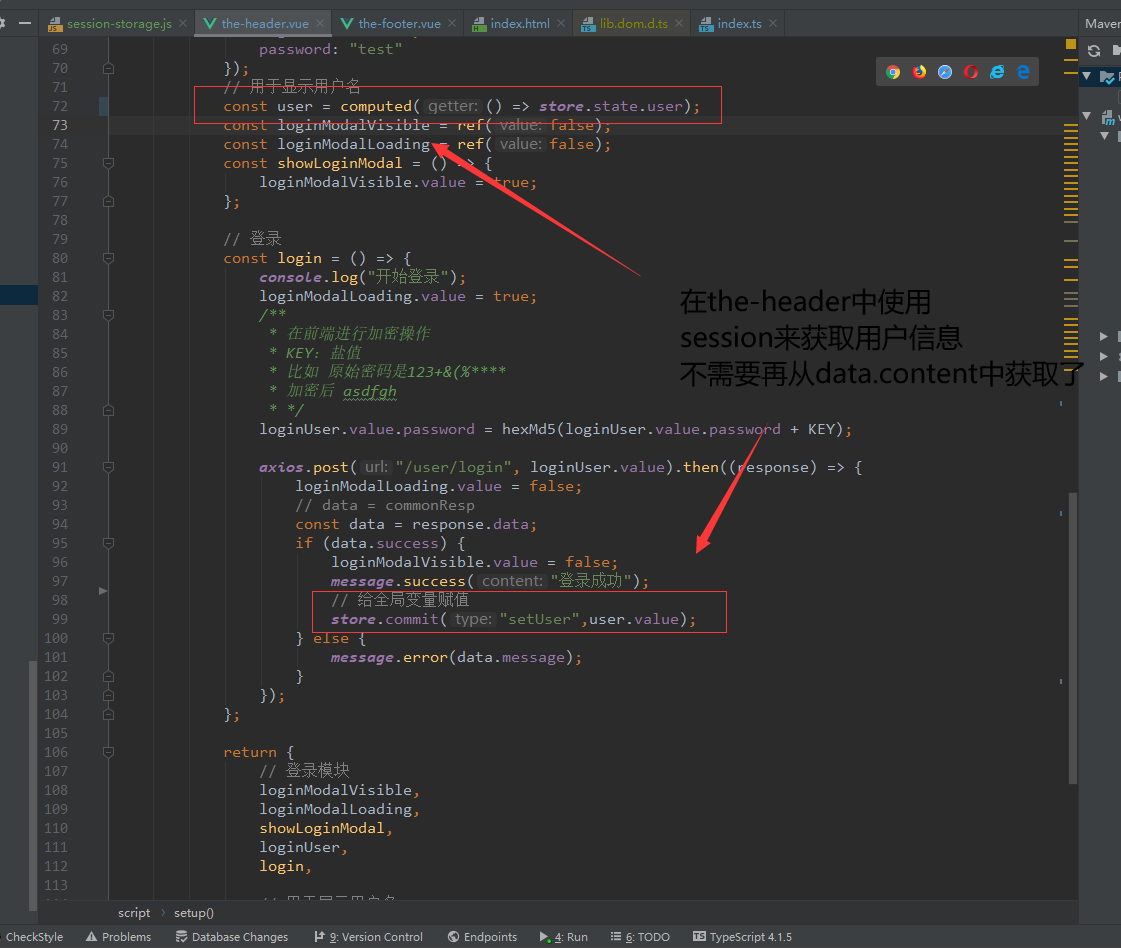 session-storage.js the-header.vue the-footer.vue index.html lib.dom.d.ts index.ts Maven
69 password: "test"
70 });
71 // 用于显示用户名
72 const user = computed( getter: () => store.state.user);
73 const loginModalVisible = ref( value: false);
74 const loginModalLoading = ref( value: false);
75 const showLoginModal = () => {
76 loginModalVisible.value = true;
77 };
78
79 // 登录
80 const login = () => {
81 console.log("开始登录");
82 loginModalLoading.value = true;
83 /**
84 * 在前端进行加密操作
85 * KEY: 盐值
86 * 比如 原始密码是123+&(%****
87 * 加密后 asdfgh
88 * */
89 loginUser.value.password = hexMd5(loginUser.value.password + KEY);
90
91 axios.post( url: "/user/login", loginUser.value).then((response) => {
92 loginModalLoading.value = false;
93 // data = commonResp
94 const data = response.data;
95 if (data.success) {
96 loginModalVisible.value = false;
97 message.success( content: "登录成功");
98 // 给全局变量赋值
99 store.commit( type: "setUser",user.value);
100 } else {
101 message.error(data.message);
102 }
103 });
104 };
105
106 return {
107 // 登录模块
108 loginModalVisible,
109 loginModalLoading,
110 showLoginModal,
111 loginUser,
112 login,
113
在the-header中使用
session来获取用户信息
不需要再从data.content中获取了
script setup()
CheckStyle Problems Database Changes 9: Version Control Endpoints 4: Run 6: TODO TypeScript 4.1.5